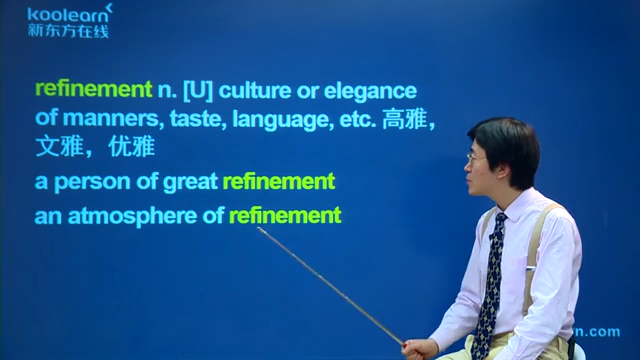 koolearn
新东方在线
refinement n. [U] culture or elegance
of manners, taste, language, etc. 高雅，
文雅，优雅
a person of great refinement
an atmosphere of refinement
n.com